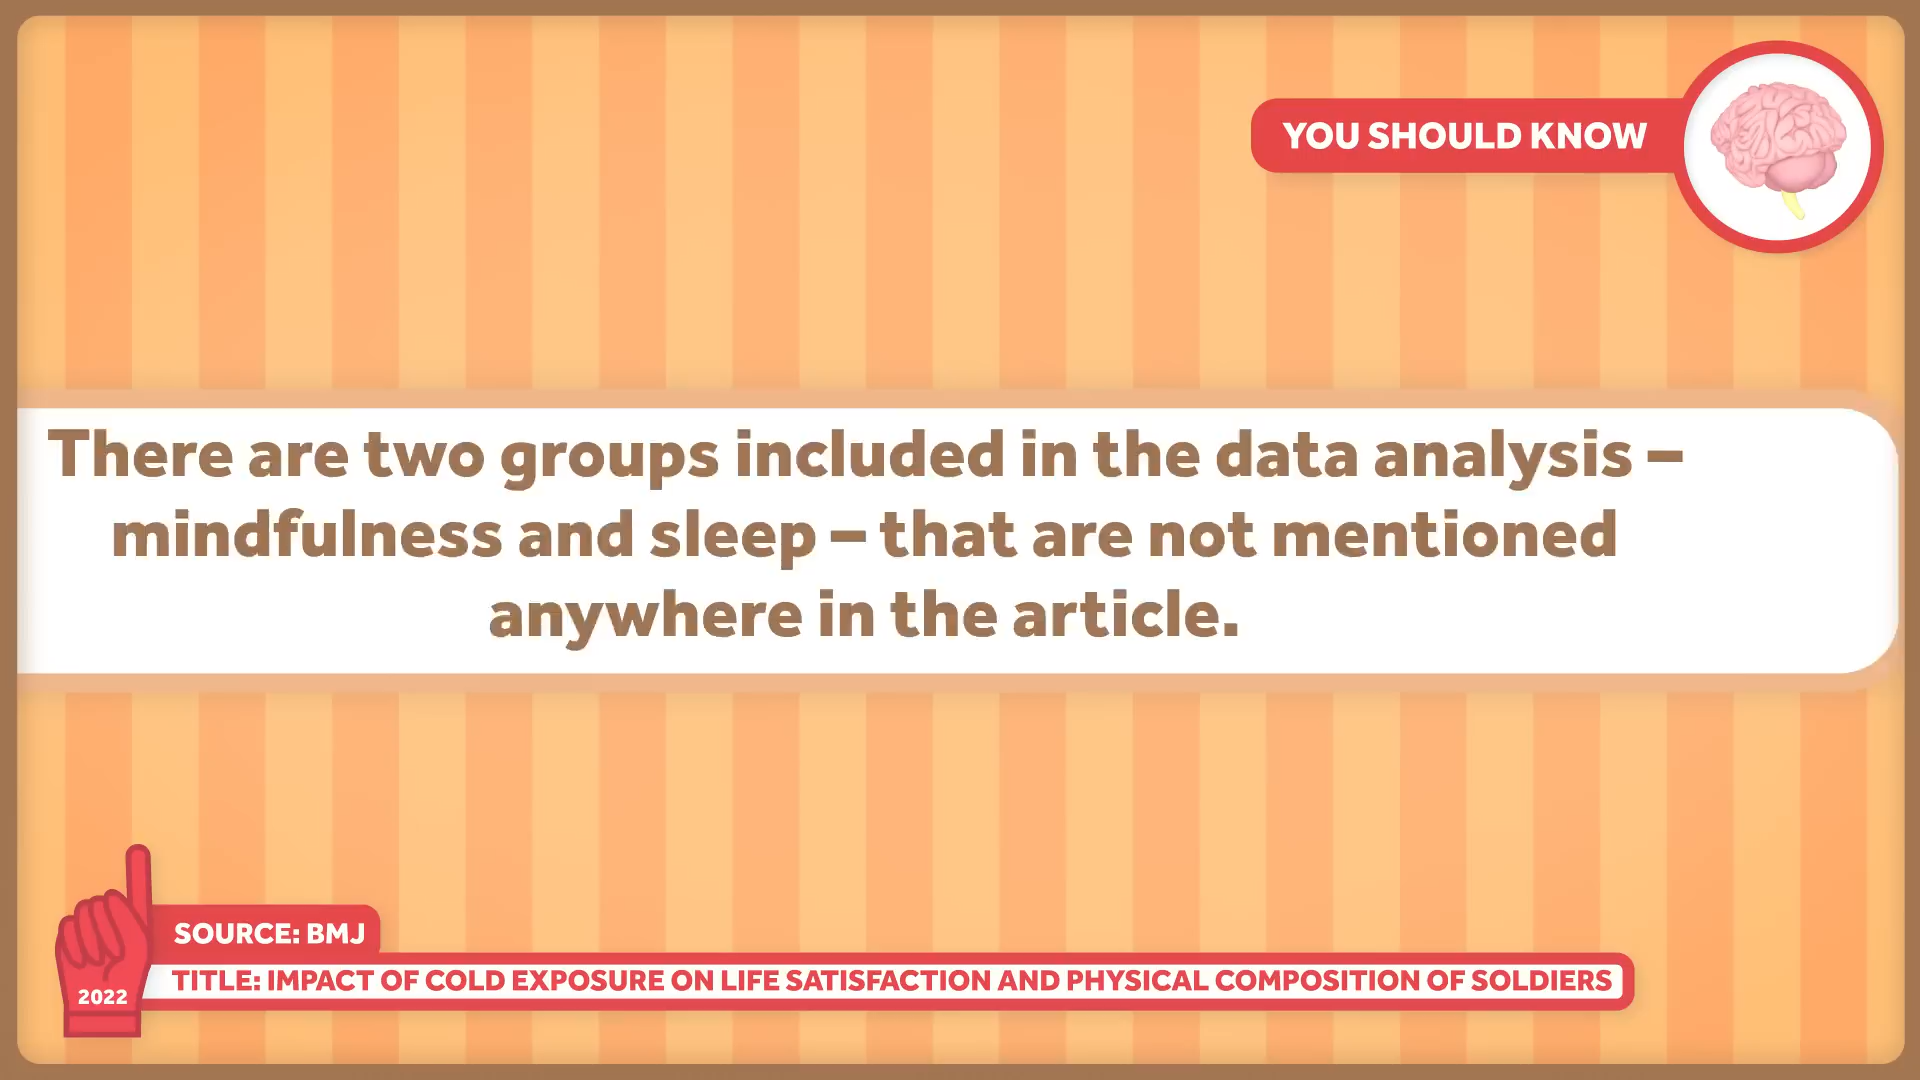 YOU SHOULD KNOW
There are two groups included in the data analysis –
mindfulness and sleep – that are not mentioned
anywhere in the article.
SOURCE: BMJ
TITLE: IMPACT OF COLD EXPOSURE ON LIFE SATISFACTION AND PHYSICAL COMPOSITION OF SOLDIERS
2022